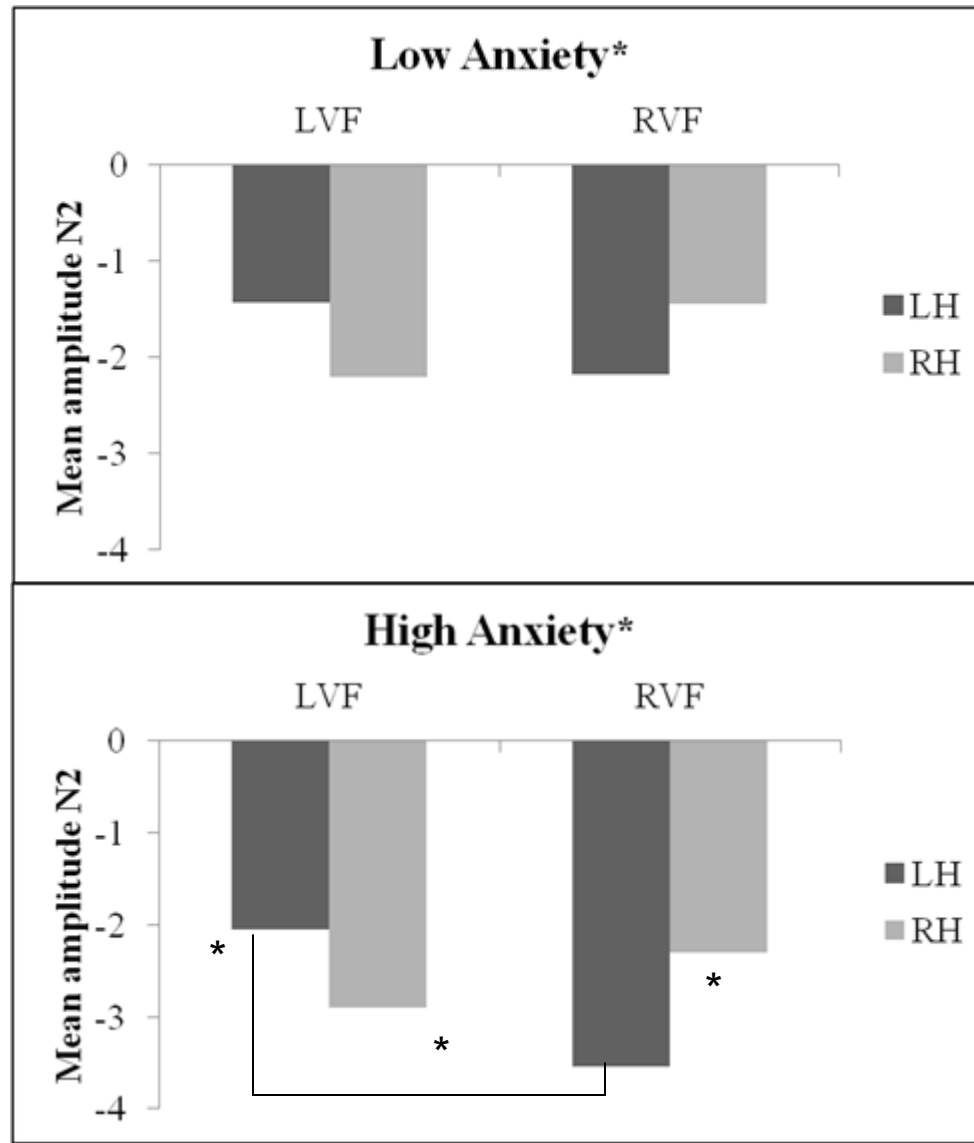 Low Anxiety*
LVF RVF
0
-1
-2
-3
-4
Mean amplitude N2
LH
RH
High Anxiety*
LVF RVF
0
-1
-2
-3
-4
Mean amplitude N2
LH
RH
*
*
*